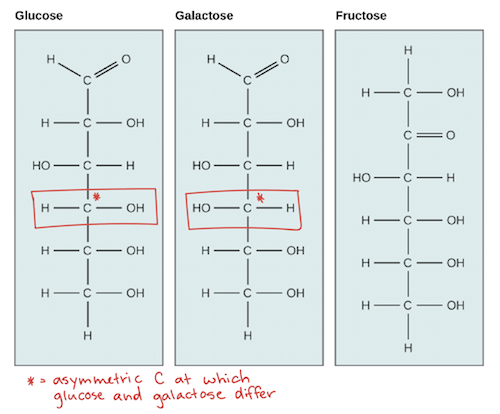 Glucose
H O
C
H C OH
HO C H
*
H C OH
H C OH
H C OH
H
Galactose
H O
C
H C OH
HO C H
*
HO C H
H C OH
H C OH
H
Fructose
H
H C OH
C O
HO C H
H C OH
H C OH
H C OH
H
* = asymmetric C at which
glucose and galactose differ